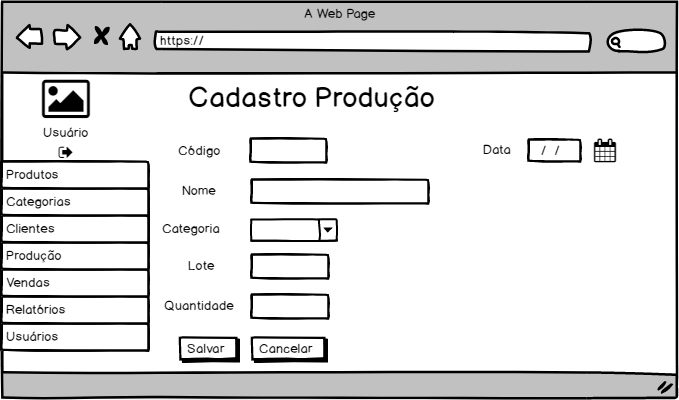 A Web Page
https://
Cadastro Produção
Usuário
Código
Data / /
Produtos
Nome
Categorias
Clientes
Categoria
Produção
Lote
Vendas
Quantidade
Relatórios
Usuários
Salvar
Cancelar